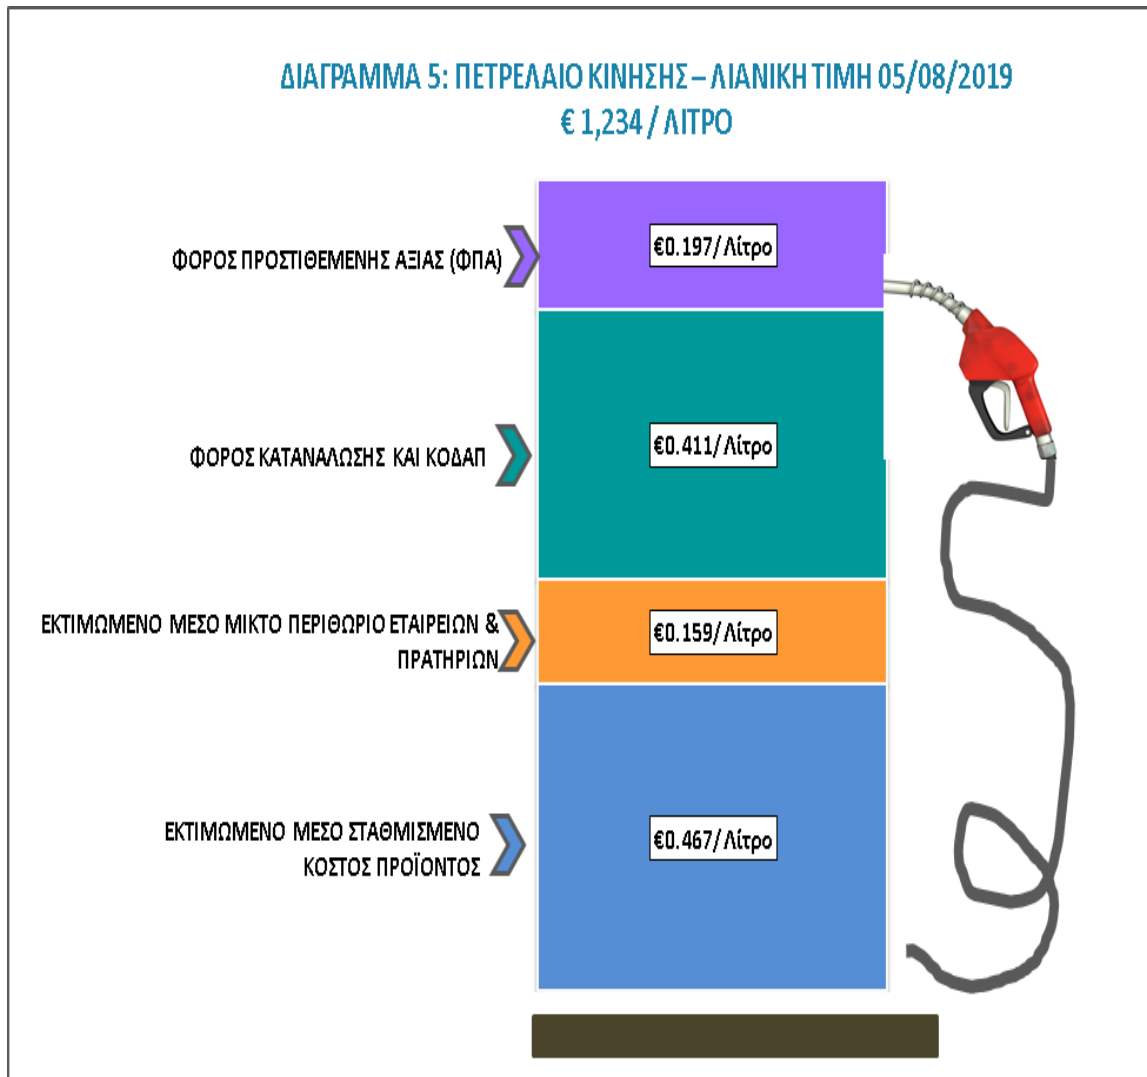 ΔΙΑΓΡΑΜΜΑ 5: ΠΕΤΡΕΛΑΙΟ ΚΙΝΗΣΗΣ – ΛΙΑΝΙΚΗ ΤΙΜΗ 05/08/2019
€ 1,234 / ΛΙΤΡΟ
ΦΟΡΟΣ ΠΡΟΣΤΙΘΕΜΕΝΗΣ ΑΞΙΑΣ (ΦΠΑ)
€0.197/ Λίτρο
ΦΟΡΟΣ ΚΑΤΑΝΑΛΩΣΗΣ ΚΑΙ ΚΟΔΑΠ
€0.411/ Λίτρο
ΕΚΤΙΜΩΜΕΝΟ ΜΕΣΟ ΜΙΚΤΟ ΠΕΡΙΘΩΡΙΟ ΕΤΑΙΡΕΙΩΝ &
ΠΡΑΤΗΡΙΩΝ
€0.159/ Λίτρο
ΕΚΤΙΜΩΜΕΝΟ ΜΕΣΟ ΣΤΑΘΜΙΣΜΕΝΟ
ΚΟΣΤΟΣ ΠΡΟΪΟΝΤΟΣ
€0.467/ Λίτρο